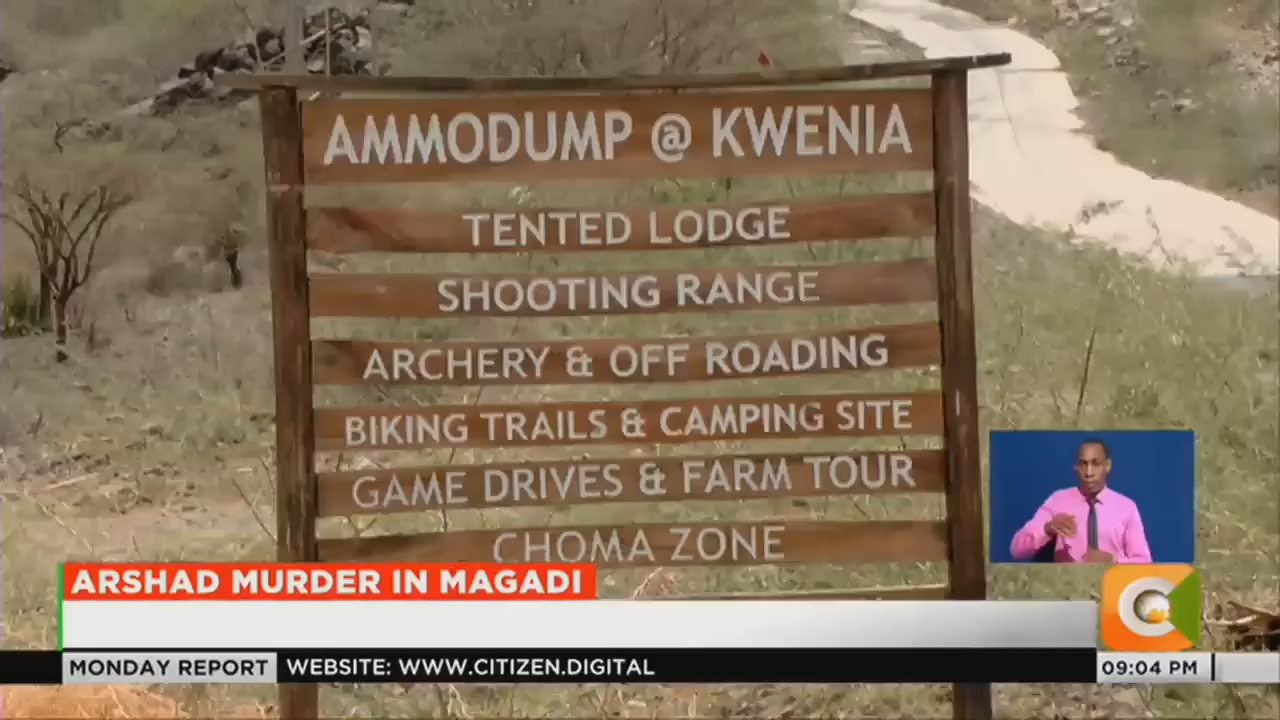 AMMODUMP @ KWENIA
TENTED LODGE
SHOOTING RANGE
ARCHERY & OFF ROADING
BIKING TRAILS & CAMPING SITE
GAME DRIVES & FARM TOUR
CHOMA ZONE
ARSHAD MURDER IN MAGADI
MONDAY REPORT
WEBSITE: WWW.CITIZEN.DIGITAL
09:04 PM